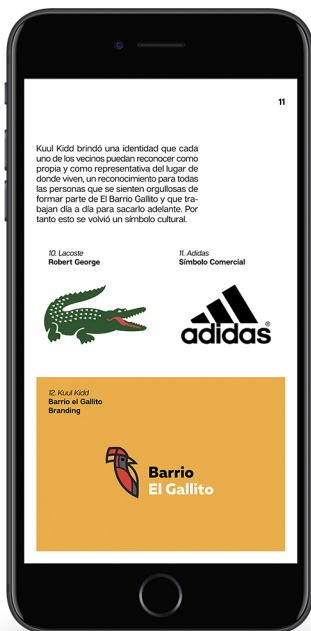 11
Kuul Kidd brindó una identidad que cada
uno de los vecinos puedan reconocer como
propia y como representativa del lugar de
donde viven, un reconocimiento para todas
las personas que se sienten orgullosas de
formar parte de El Barrio Gallito y que tra-
bajan día a día para sacarlo adelante. Por
tanto esto se volvió un símbolo cultural.
10. Lacoste
Robert George
11. Adidas
Símbolo Comercial
adidas®
12. Kuul Kidd
Barrio el Gallito
Branding
Barrio
El Gallito